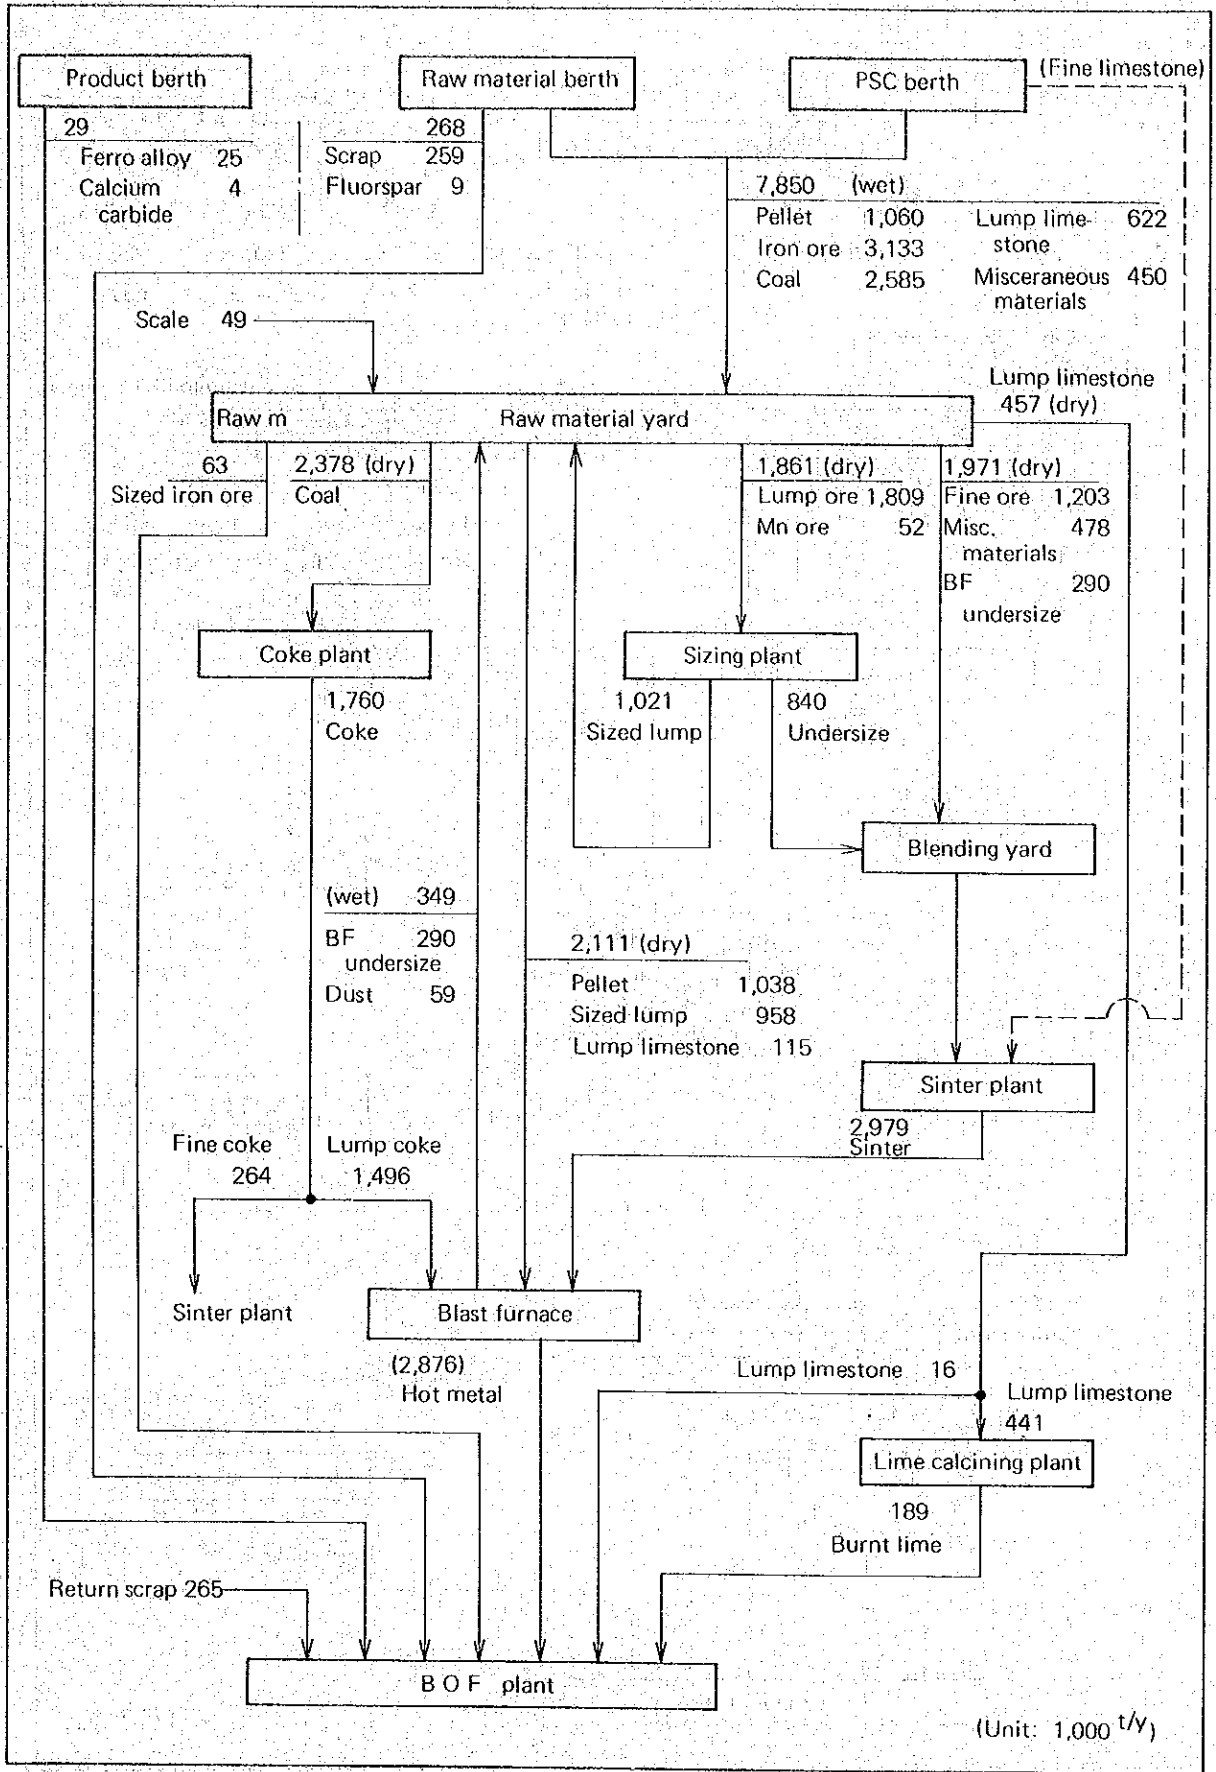 Product berth
Raw material berth
PSC berth
(Fine limestone)
29
Ferro alloy 25
Calcium 4
carbide
268
Scrap 259
Fluorspar 9
7,850 (wet)
Pellet 1,060
Iron ore 3,133
Coal 2,585
Lump lime- 622
stone
Misceraneous 450
materials
Scale 49
Lump limestone
457 (dry)
Raw m Raw material yard
63
Sized iron ore
2,378 (dry)
Coal
1,861 (dry)
Lump ore 1,809
Mn ore 52
1,971 (dry)
Fine ore 1,203
Misc. 478
materials
BF 290
undersize
Coke plant
Sizing plant
1,760
Coke
1,021
Sized lump
840
Undersize
Blending yard
(wet) 349
BF 290
undersize
Dust 59
2,111 (dry)
Pellet 1,038
Sized lump 958
Lump limestone 115
Sinter plant
2,979
Sinter
Fine coke
264
Lump coke
1,496
Sinter plant
Blast furnace
(2,876)
Hot metal
Lump limestone 16
Lump limestone
441
Lime calcining plant
189
Burnt lime
Return scrap 265
B O F plant
(Unit: 1,000 t/y)